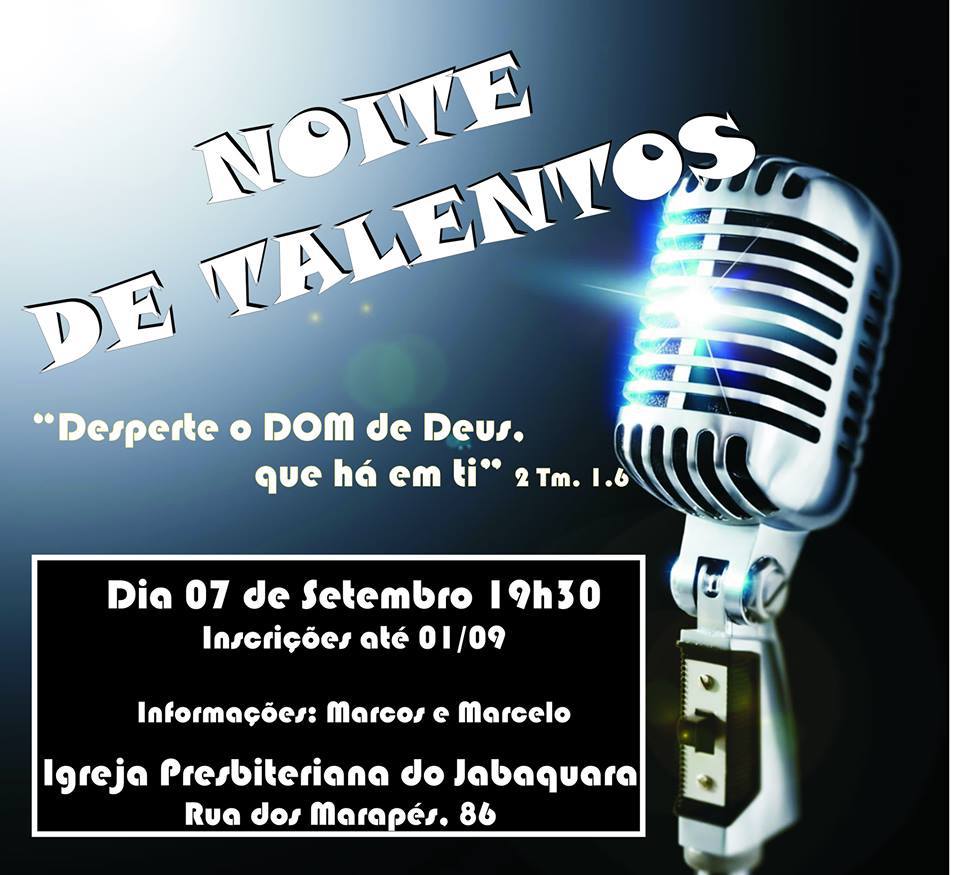 NOITE
DE TALENTOS
"Desperte o DOM de Deus,
que há em ti" 2 Tm. 1.6
Dia 07 de Setembro 19h30
Inscrições até 01/09
Informações: Marcos e Marcelo
Igreja Presbiteriana do Jabaquara
Rua dos Marapés, 86